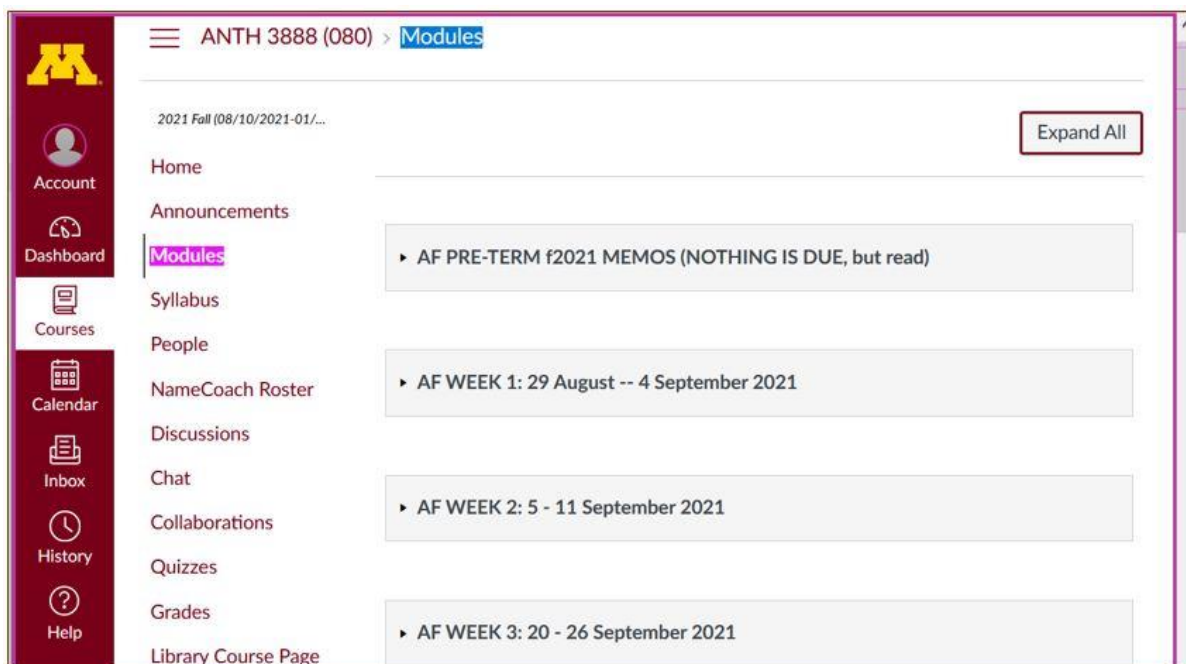 M
ANTH 3888 (080) > Modules
Account
Dashboard
Courses
Calendar
Inbox
History
Help
2021 Fall (08/10/2021-01/...
Home
Announcements
Modules
Syllabus
People
NameCoach Roster
Discussions
Chat
Collaborations
Quizzes
Grades
Library Course Page
Expand All
AF PRE-TERM f2021 MEMOS (NOTHING IS DUE, but read)
AF WEEK 1: 29 August -- 4 September 2021
AF WEEK 2: 5 - 11 September 2021
AF WEEK 3: 20 - 26 September 2021